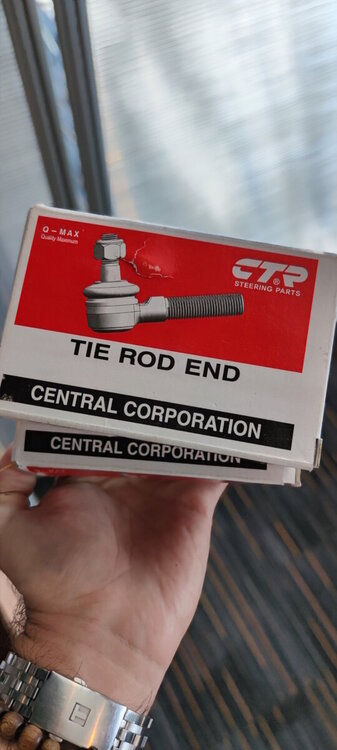 Q-MAX
Quality Maximum
CTR
®
STEERING PARTS
TIE ROD END
CENTRAL CORPORATION
CENTRAL CORPORATION